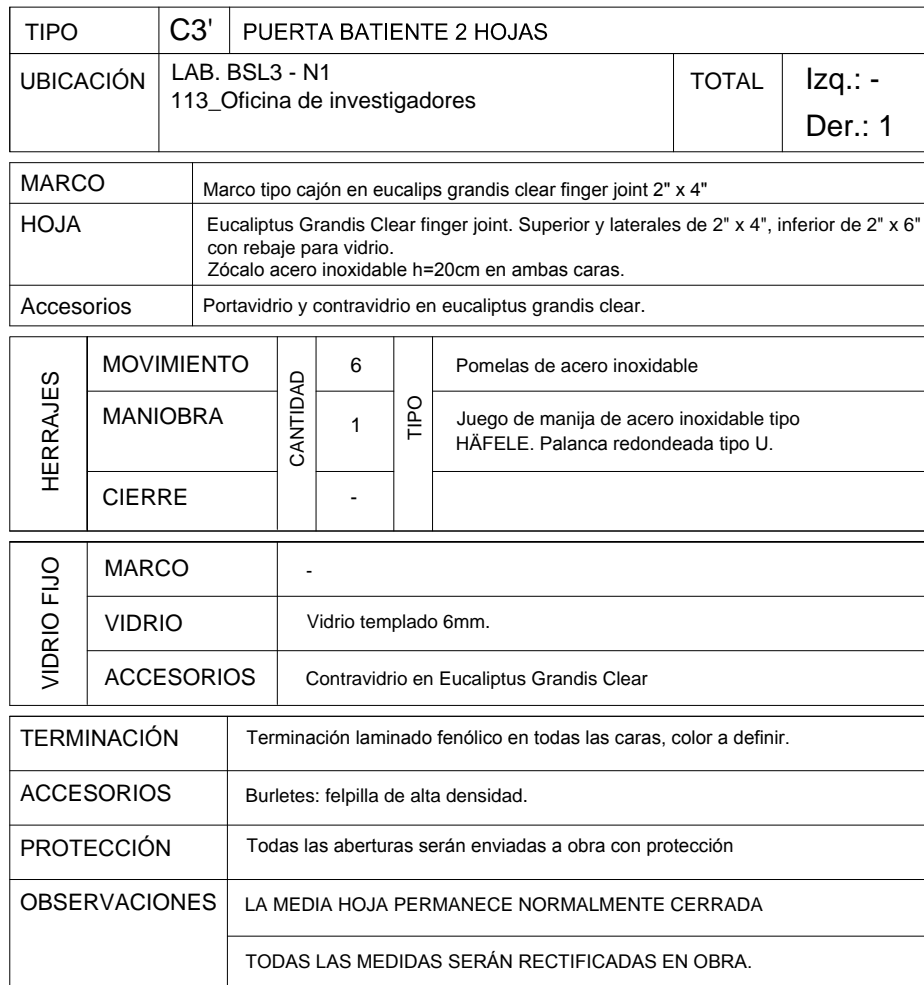 TIPO C3' PUERTA BATIENTE 2 HOJAS
UBICACIÓN LAB. BSL3 - N1
113_Oficina de investigadores
TOTAL Izq.: -
Der.: 1
MARCO Marco tipo cajón en eucalips grandis clear finger joint 2" x 4"
HOJA Eucaliptus Grandis Clear finger joint. Superior y laterales de 2" x 4", inferior de 2" x 6"
con rebaje para vidrio.
Zócalo acero inoxidable h=20cm en ambas caras.
Accesorios Portavidrio y contravidrio en eucaliptus grandis clear.
HERRAJES
CANTIDAD
TIPO
MOVIMIENTO 6 Pomelas de acero inoxidable
MANIOBRA 1 Juego de manija de acero inoxidable tipo
HÄFELE. Palanca redondeada tipo U.
CIERRE -
VIDRIO FIJO
MARCO -
VIDRIO Vidrio templado 6mm.
ACCESORIOS Contravidrio en Eucaliptus Grandis Clear
TERMINACIÓN Terminación laminado fenólico en todas las caras, color a definir.
ACCESORIOS Burletes: felpilla de alta densidad.
PROTECCIÓN Todas las aberturas serán enviadas a obra con protección
OBSERVACIONES LA MEDIA HOJA PERMANECE NORMALMENTE CERRADA
TODAS LAS MEDIDAS SERÁN RECTIFICADAS EN OBRA.